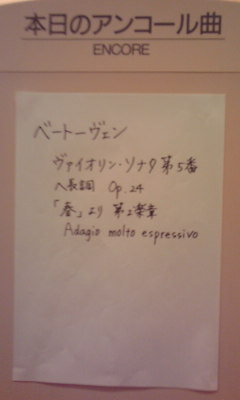 本日のアンコール曲
ENCORE
ベートーヴェン
ヴァイオリン・ソナタ 第5番
ヘ長調 Op.24
「春」より 第2楽章
Adagio molto espressivo